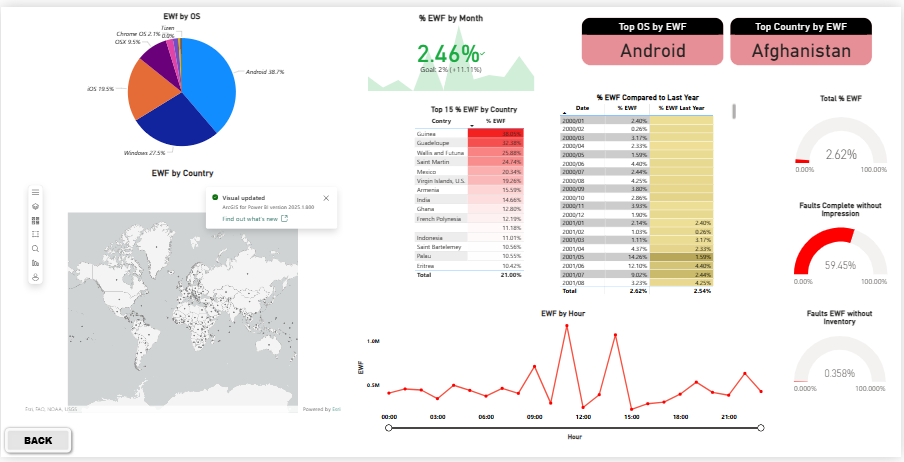 EWf by OS
Tizen
0.0%
Chrome OS 2.1%
OSX 9.5%
iOS 19.5%
Android 38.7%
Windows 27.5%
% EWF by Month
2.46%
Goal: 2% (+11.11%)
Top OS by EWF
Android
Top Country by EWF
Afghanistan
Top 15 % EWF by Country
Contry % EWF
Guinea 38.05%
Guadeloupe 32.38%
Wallis and Futuna 25.88%
Saint Martin 24.74%
Mexico 20.34%
Virgin Islands, U.S. 19.26%
Armenia 15.59%
India 14.66%
Ghana 12.80%
French Polynesia 12.19%
11.18%
Indonesia 11.01%
Saint Bartelemey 10.56%
Palau 10.55%
Eritrea 10.42%
Total 21.00%
% EWF Compared to Last Year
Date % EWF % EWF Last Year
2000/01 2.40%
2000/02 0.26%
2000/03 3.17%
2000/04 2.33%
2000/05 1.59%
2000/06 4.40%
2000/07 2.44%
2000/08 4.25%
2000/09 3.80%
2000/10 2.86%
2000/11 3.93%
2000/12 1.90%
2001/01 2.14% 2.40%
2001/02 1.03% 0.26%
2001/03 1.11% 3.17%
2001/04 4.37% 2.33%
2001/05 14.26% 1.59%
2001/06 12.10% 4.40%
2001/07 9.02% 2.44%
2001/08 3.23% 4.25%
Total 2.62% 2.54%
Total % EWF
2.62%
0.00% 100.00%
Faults Complete without
Impression
59.45%
0.00% 100.00%
Faults EWF without
Inventory
0.358%
0.000% 100.000%
EWF by Country
Visual updated
ArcGIS for Power BI version 2025.1.800
Find out what's new
Esri, FAO, NOAA, USGS
Powered by Esri
EWF by Hour
EWF
1.0M
0.5M
00:00 03:00 06:00 09:00 12:00 15:00 18:00 21:00
Hour
BACK